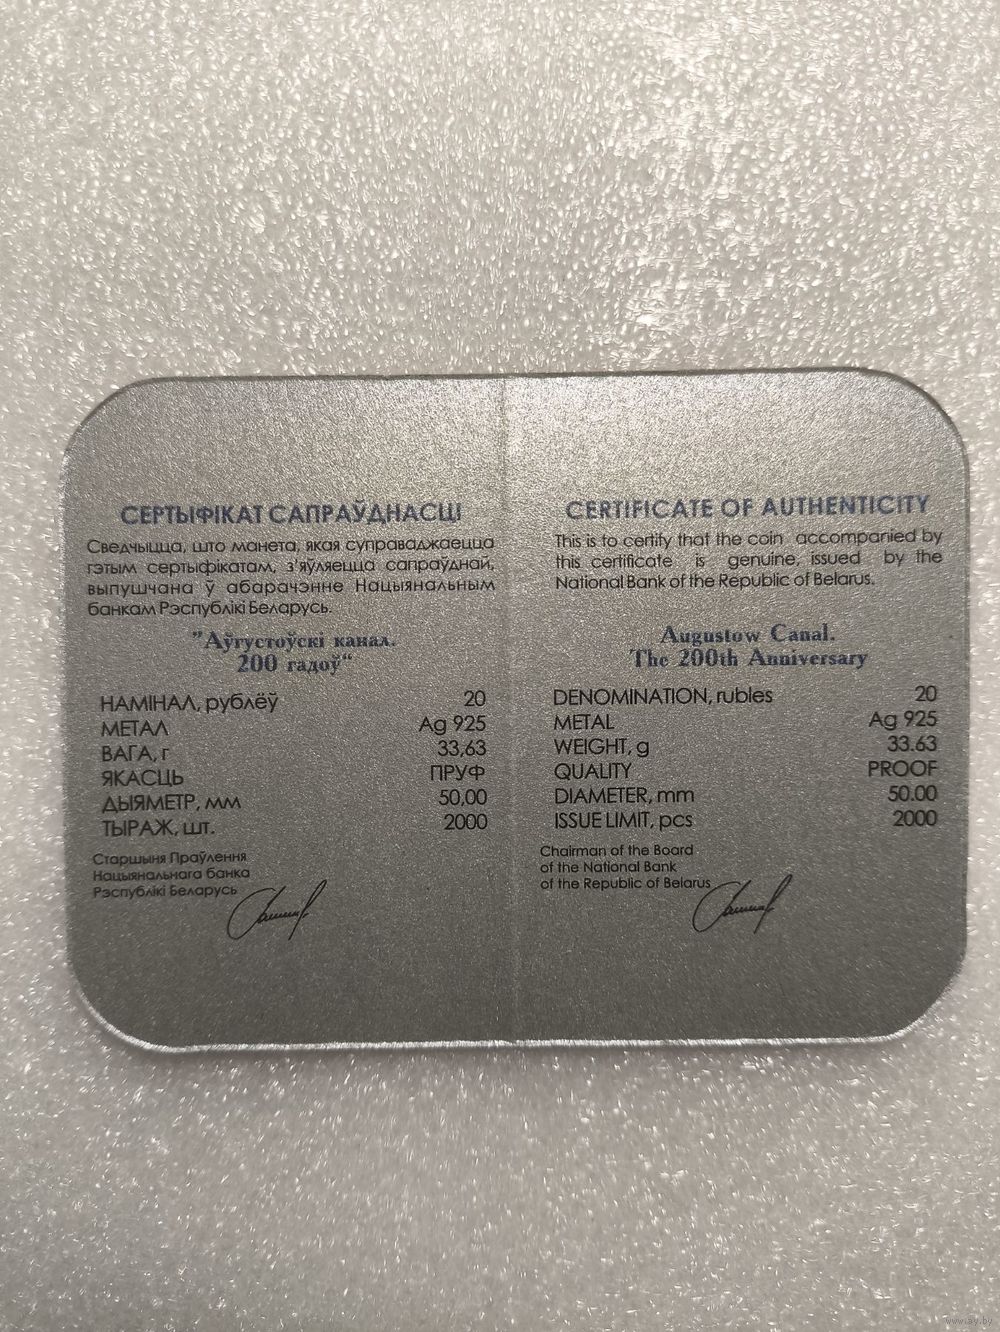 СЕРТЫФІКАТ САПРАЎДНАСЦІ
Сведчыцца, што манета, якая суправаджаецца
гэтым сертыфікатам, з'яўляецца сапраўднай,
выпушчана ў абарачэнне Нацыянальным
банкам Рэспублікі Беларусь.
"Аўгустоўскі канал.
200 гадоў“
НАМІНАЛ, рублёў 20
МЕТАЛ Ag 925
ВАГА, г 33,63
ЯКАСЦЬ ПРУФ
ДЫЯМЕТР, мм 50,00
ТЫРАЖ, шт. 2000
Старшыня Праўлення
Нацыянальнага банка
Рэспублікі Беларусь
CERTIFICATE OF AUTHENTICITY
This is to certify that the coin accompanied by
this certificate is genuine, issued by the
National Bank of the Republic of Belarus.
Augustow Canal.
The 200th Anniversary
DENOMINATION, rubles 20
METAL Ag 925
WEIGHT, g 33.63
QUALITY PROOF
DIAMETER, mm 50.00
ISSUE LIMIT, pcs 2000
Chairman of the Board
of the National Bank
of the Republic of Belarus
www.ay.by